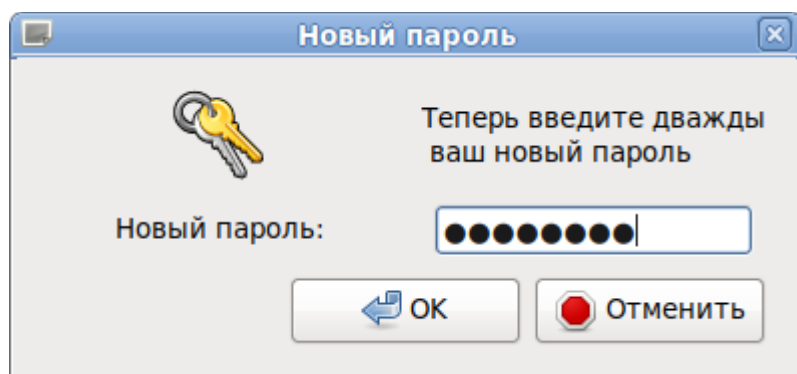 Новый пароль
Теперь введите дважды
ваш новый пароль
Новый пароль:
OK
Отменить